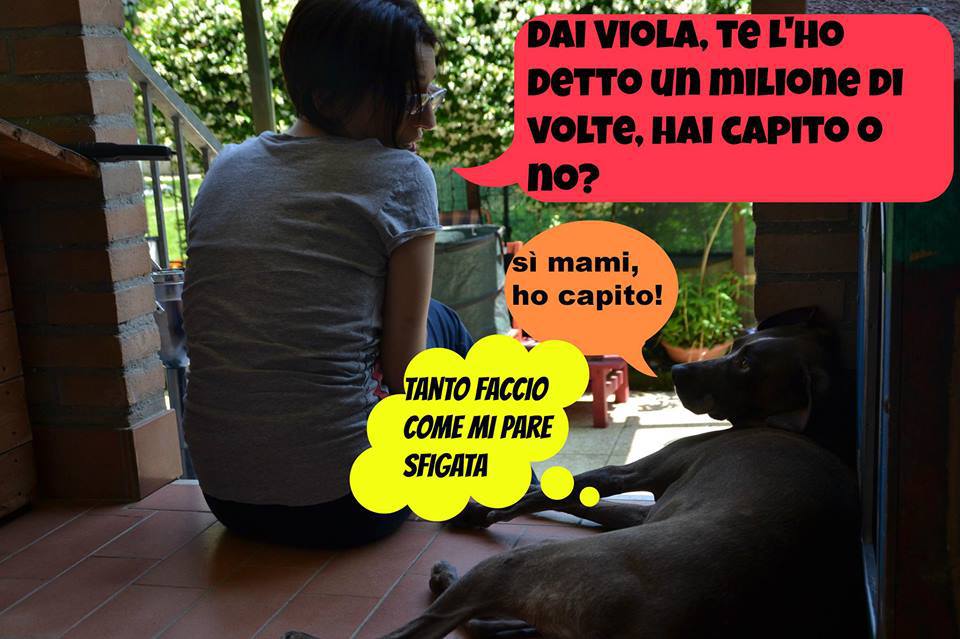 DAI VIOLA, TE L'HO
DETTO UN MILIONE DI
VOLTE, HAI CAPITO O
NO?
sì mami,
ho capito!
TANTO FACCIO
COME MI PARE
SFIGATA